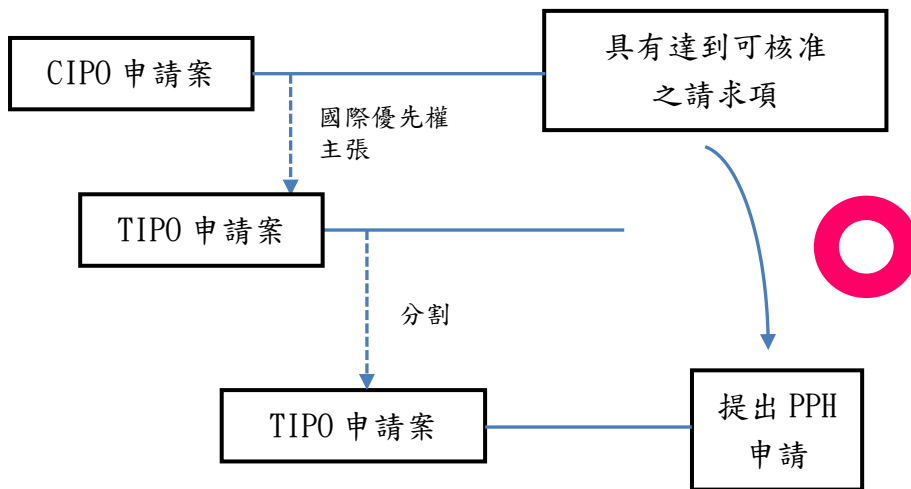 CIPO 申請案
具有達到可核准
之請求項
國際優先權
主張
TIPO 申請案
分割
TIPO 申請案
提出 PPH
申請